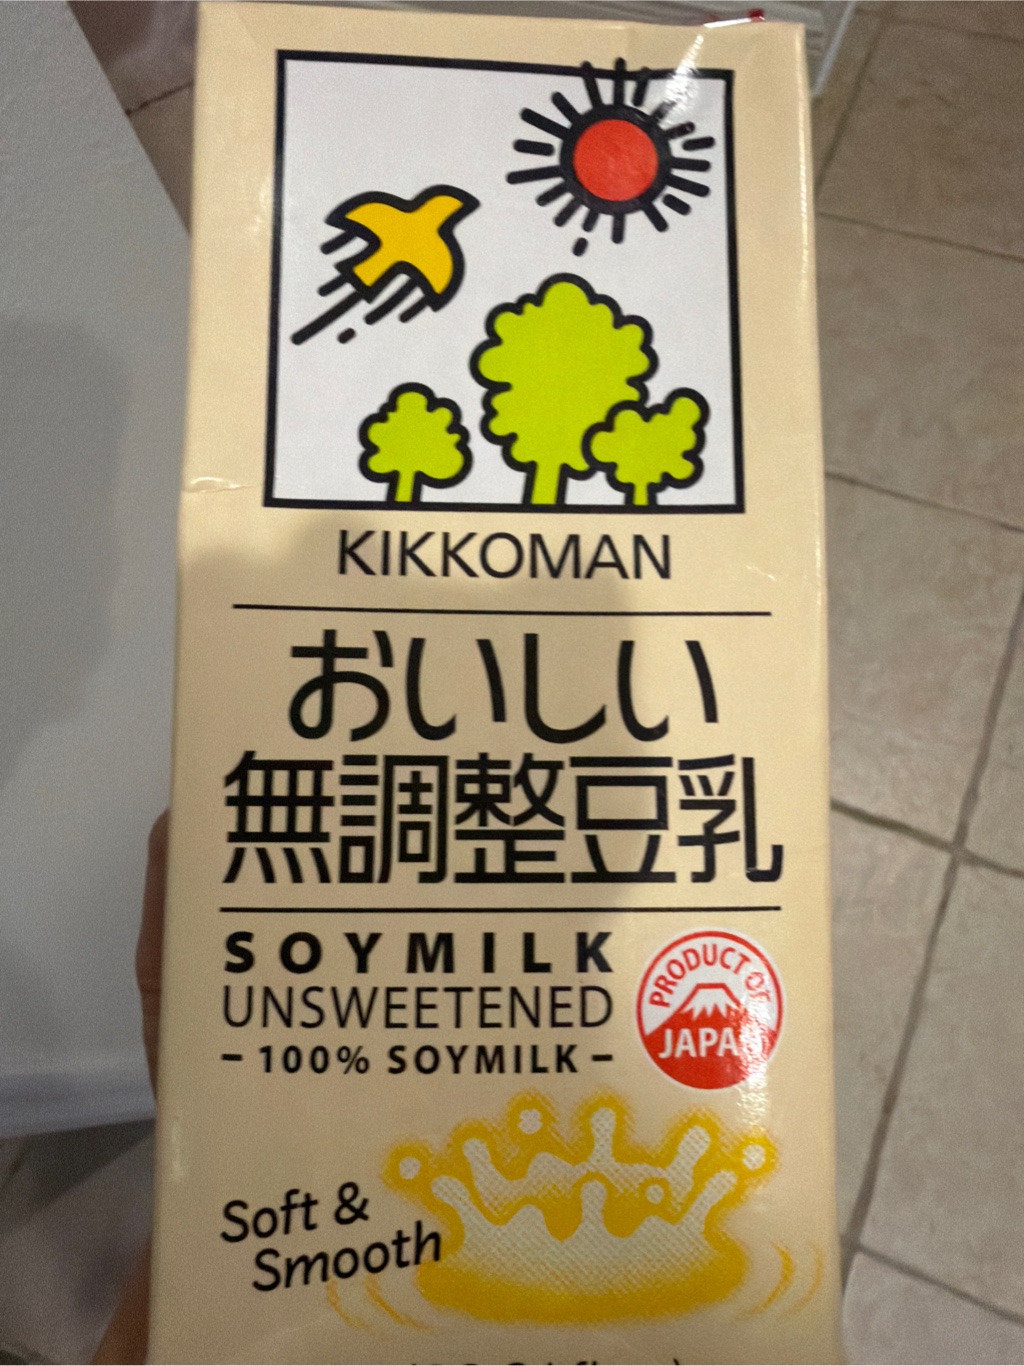 KIKKOMAN
おいしい
無調整豆乳
SOYMILK
UNSWEETENED
– 100% SOYMILK –
PRODUCT OF
JAPAN
Soft &
Smooth